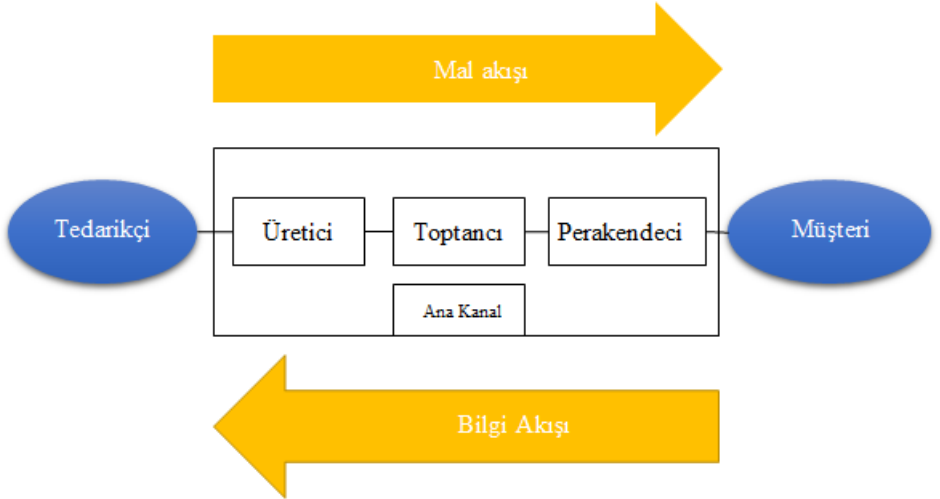 Mal akışı
Tedarikçi
Üretici
Toptancı
Perakendeci
Müşteri
Ana Kanal
Bilgi Akışı